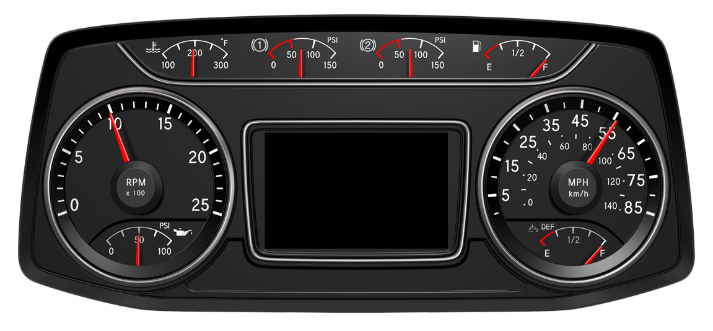 °F
100 200 300
(1) PSI
0 50 100 150
(2) PSI
0 50 100 150
1/2
E F
0 5 10 15 20 25
RPM
x 100
PSI
0 50 100
5 15 25 35 45 55 65 75 85
0 20 40 60 80 100 120 140
MPH
km/h
DEF 1/2
E F